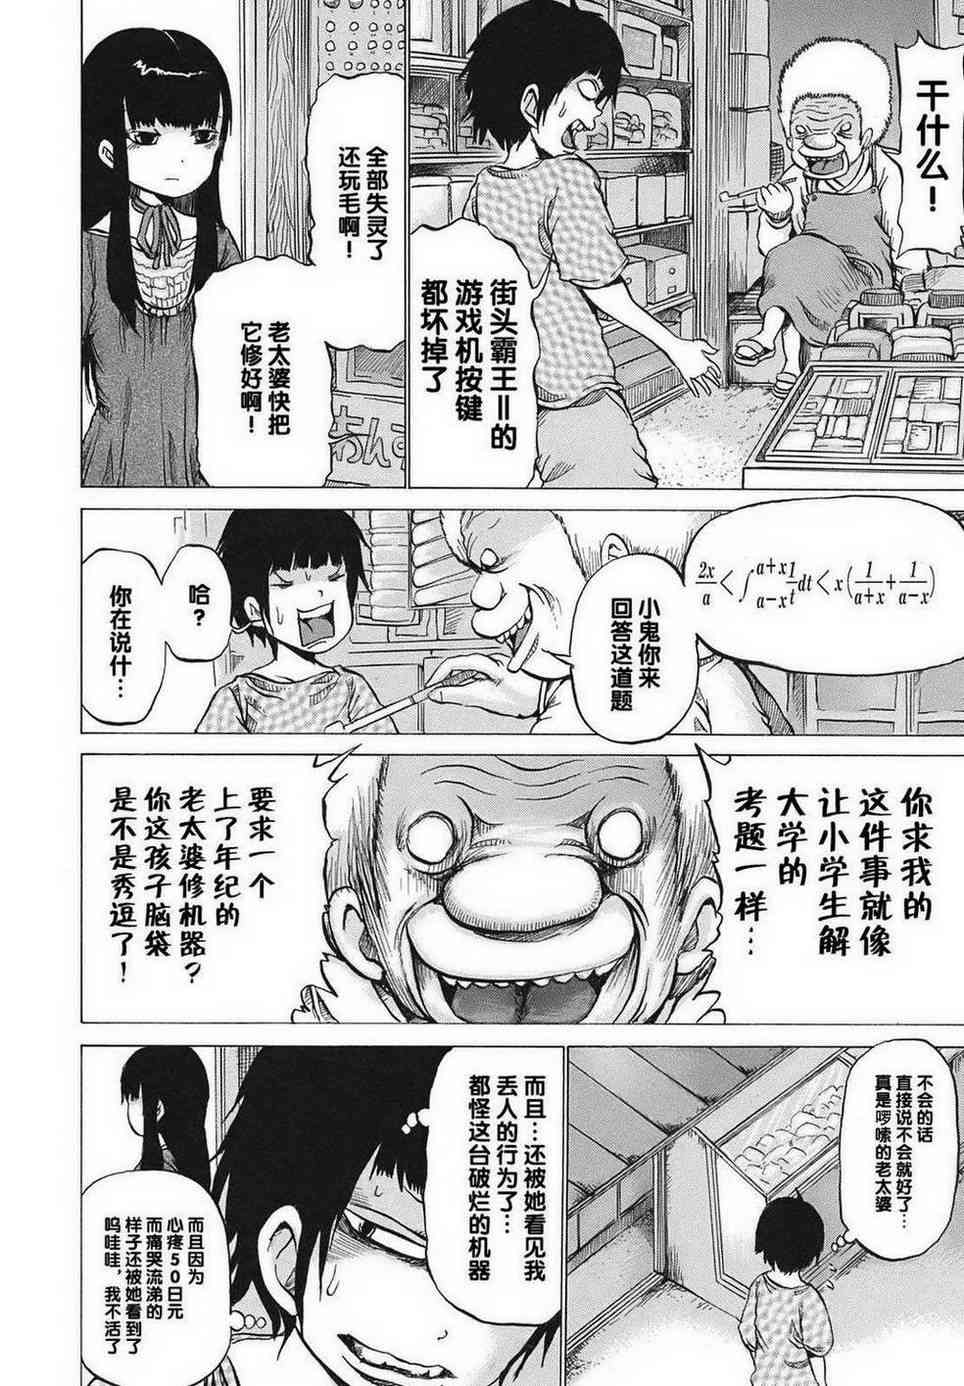 干什么！
街头霸王Ⅱ的
游戏机按键
都坏掉了
全部失灵了
还玩毛啊！
老太婆快把
它修好啊！
わんす
2x/a < ∫a-x a+x 1/t dt < x(1/a+x + 1/a-x)
小鬼你来
回答这道题
哈？
你在说什…
你求我的
这件事就像
让小学生解
大学的
考题一样…
要求一个
上了年纪的
老太婆修机器？
你这孩子脑袋
是不是秀逗了！
不会的话
直接说不会就好了…
真是啰嗦的老太婆
而且…还被她看见我
丢人的行为了…
都怪这台破烂的机器
而且因为
心疼50日元
而痛哭流涕的
样子还被她看到了
呜哇，我不活了